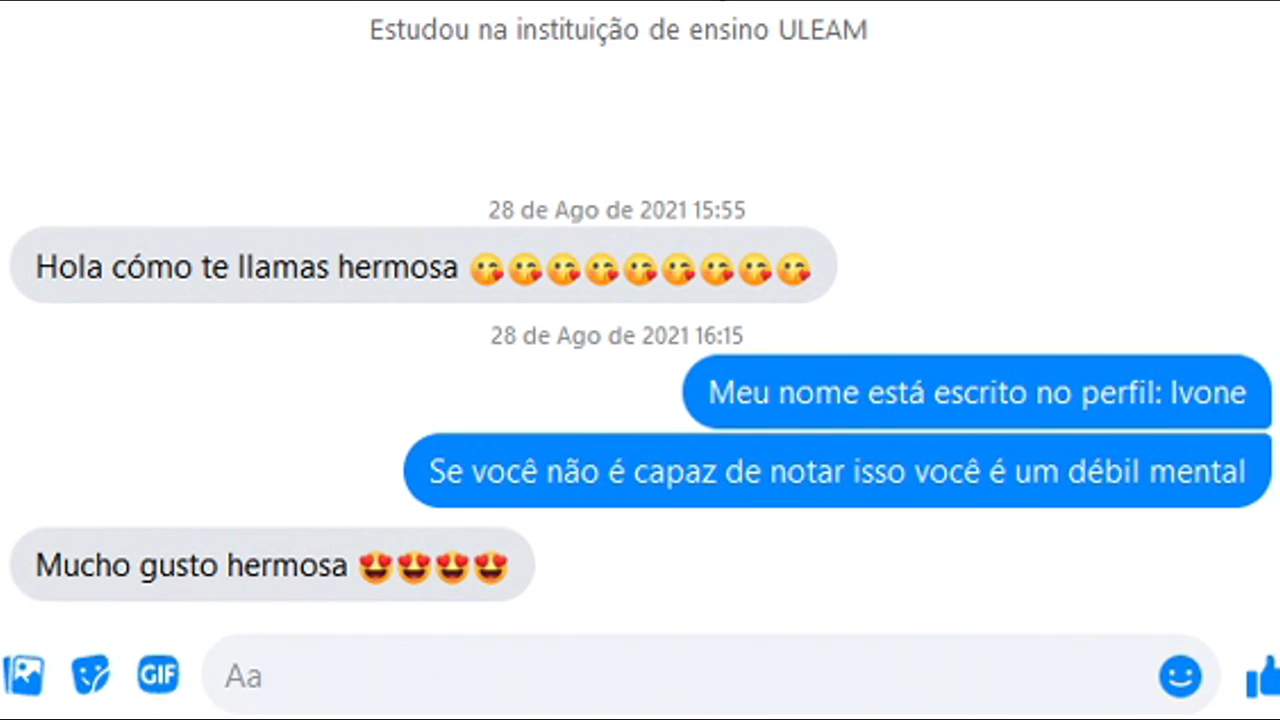 Estudou na instituição de ensino ULEAM
28 de Ago de 2021 15:55
Hola cómo te llamas hermosa 😘😘😘😘😘😘😘😘😘
28 de Ago de 2021 16:15
Meu nome está escrito no perfil: Ivone
Se você não é capaz de notar isso você é um débil mental
Mucho gusto hermosa 😍😍😍😍
GIF
Aa